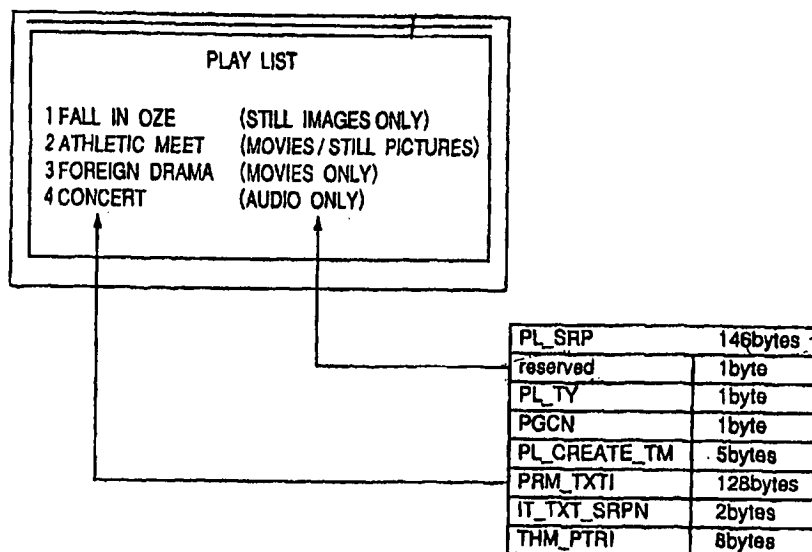 PLAY LIST
1 FALL IN OZE (STILL IMAGES ONLY)
2 ATHLETIC MEET (MOVIES / STILL PICTURES)
3 FOREIGN DRAMA (MOVIES ONLY)
4 CONCERT (AUDIO ONLY)
PL_SRP 146bytes
reserved 1byte
PL_TY 1byte
PGCN 1byte
PL_CREATE_TM 5bytes
PRM_TXTI 128bytes
IT_TXT_SRPN 2bytes
THM_PTRI 8bytes